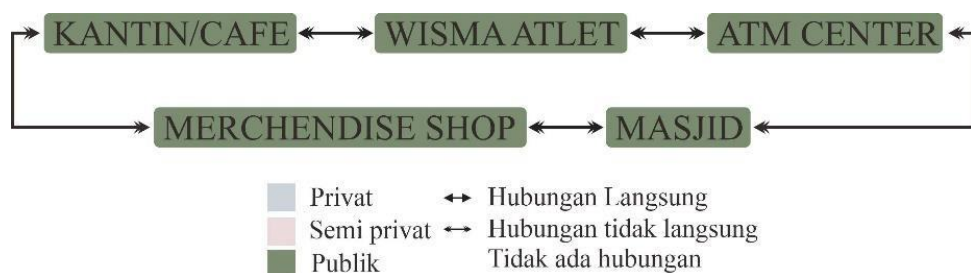 KANTIN/CAFE WISMA ATLET ATM CENTER
MERCHENDISE SHOP MASJID
Privat Hubungan Langsung
Semi privat Hubungan tidak langsung
Publik Tidak ada hubungan